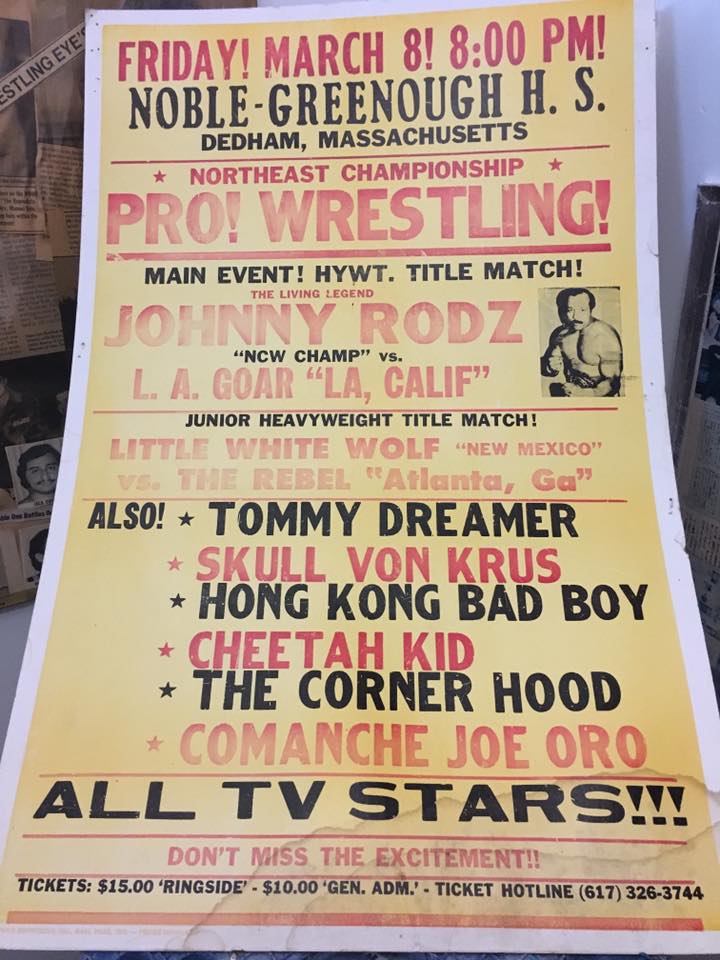 FRIDAY! MARCH 8! 8:00 PM!
NOBLE-GREENOUGH H. S.
DEDHAM, MASSACHUSETTS
★ NORTHEAST CHAMPIONSHIP ★
PRO! WRESTLING!
MAIN EVENT! HYWT. TITLE MATCH!
THE LIVING LEGEND
JOHNNY RODZ
"NCW CHAMP" vs.
L. A. GOAR "LA, CALIF"
JUNIOR HEAVYWEIGHT TITLE MATCH!
LITTLE WHITE WOLF "NEW MEXICO"
vs. THE REBEL "Atlanta, Ga"
ALSO! ★ TOMMY DREAMER
★ SKULL VON KRUS
★ HONG KONG BAD BOY
★ CHEETAH KID
★ THE CORNER HOOD
★ COMANCHE JOE ORO
ALL TV STARS!!!
DON'T MISS THE EXCITEMENT!!
TICKETS: $15.00 'RINGSIDE' - $10.00 'GEN. ADM.' - TICKET HOTLINE (617) 326-3744